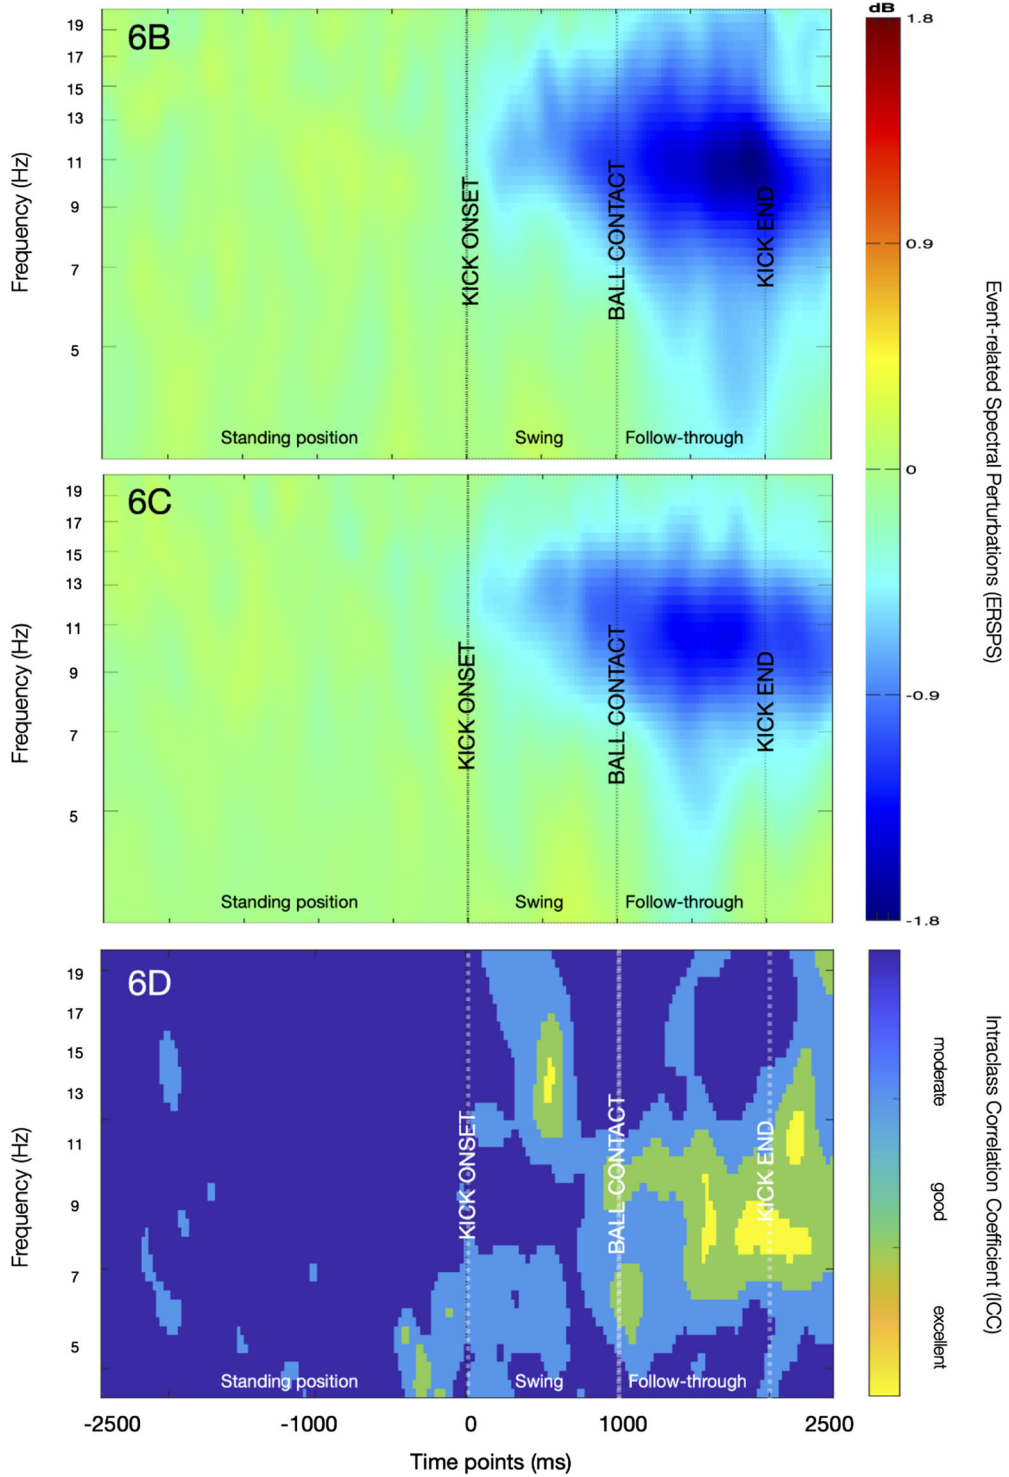 dB
6B
19
17
15
13
11
9
7
5
Frequency (Hz)
KICK ONSET
BALL CONTACT
KICK END
Standing position
Swing
Follow-through
1.8
0.9
0
-0.9
-1.8
Event-related Spectral Perturbations (ERSPS)
6C
19
17
15
13
11
9
7
5
Frequency (Hz)
KICK ONSET
BALL CONTACT
KICK END
Standing position
Swing
Follow-through
6D
19
17
15
13
11
9
7
5
Frequency (Hz)
KICK ONSET
BALL CONTACT
KICK END
Standing position
Swing
Follow-through
moderate
good
excellent
Intraclass Correlation Coefficient (ICC)
-2500
-1000
0
1000
2500
Time points (ms)